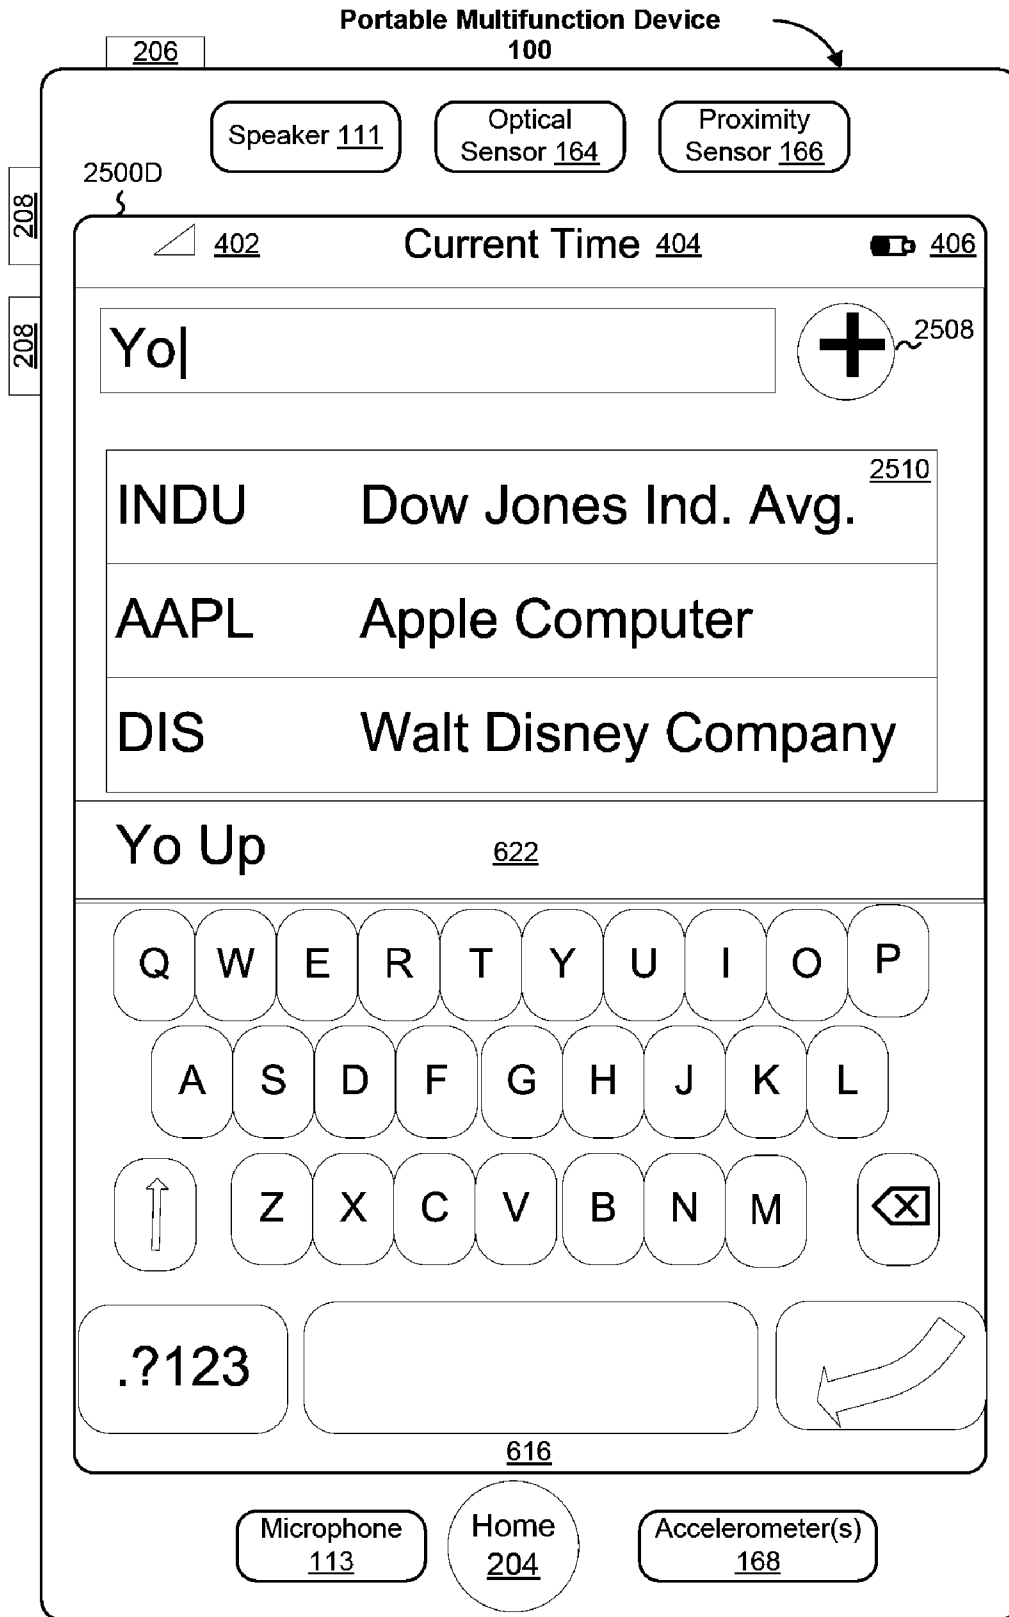 Portable Multifunction Device
100
206
Speaker 111
Optical
Sensor 164
Proximity
Sensor 166
2500D
208
208
402 Current Time 404 406
Yo
2508
2510
INDU Dow Jones Ind. Avg.
AAPL Apple Computer
DIS Walt Disney Company
Yo Up 622
Q W E R T Y U I O P
A S D F G H J K L
Z X C V B N M
.?123
616
Microphone
113
Home
204
Accelerometer(s)
168